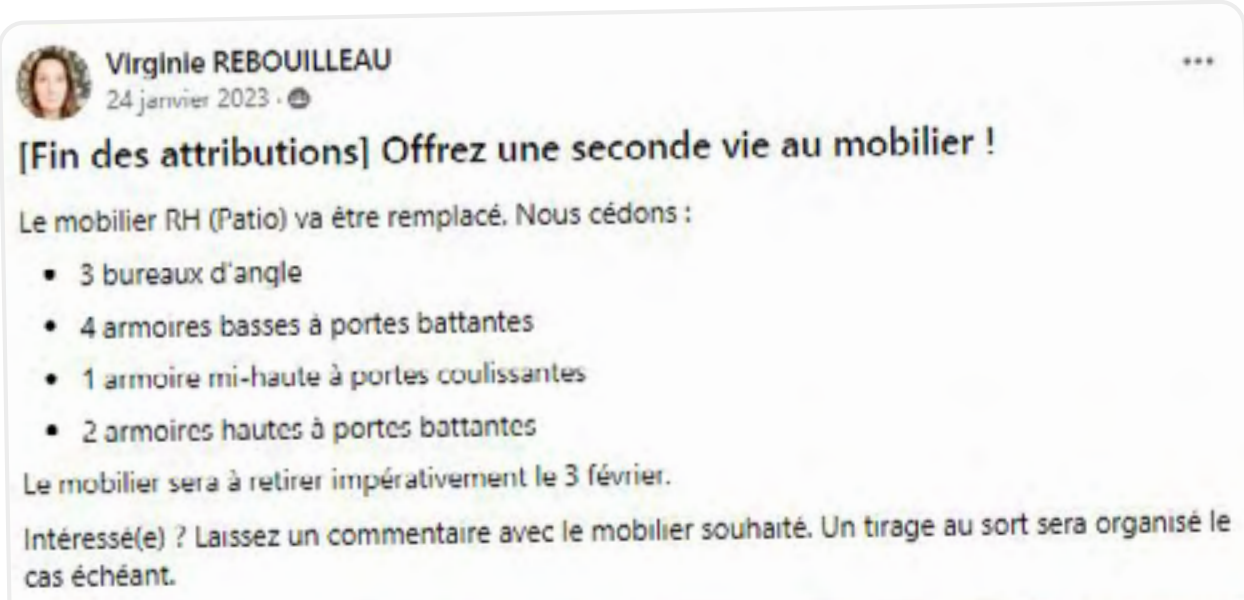 Virginie REBOUILLEAU
24 janvier 2023 ·
[Fin des attributions] Offrez une seconde vie au mobilier !
Le mobilier RH (Patio) va être remplacé. Nous cédons :
• 3 bureaux d'angle
• 4 armoires basses à portes battantes
• 1 armoire mi-haute à portes coulissantes
• 2 armoires hautes à portes battantes
Le mobilier sera à retirer impérativement le 3 février.
Intéressé(e) ? Laissez un commentaire avec le mobilier souhaité. Un tirage au sort sera organisé le
cas échéant.